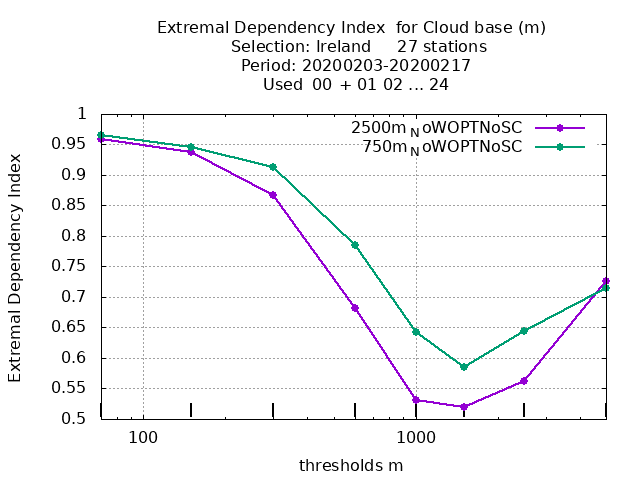 Extremal Dependency Index  for Cloud base (m)
Selection: Ireland     27 stations
Period: 20200203-20200217
Used  00 + 01 02 ... 24
2500m_NoWOPTNoSC
750m_NoWOPTNoSC
Extremal Dependency Index
1
0.95
0.9
0.85
0.8
0.75
0.7
0.65
0.6
0.55
0.5
100 1000
thresholds m